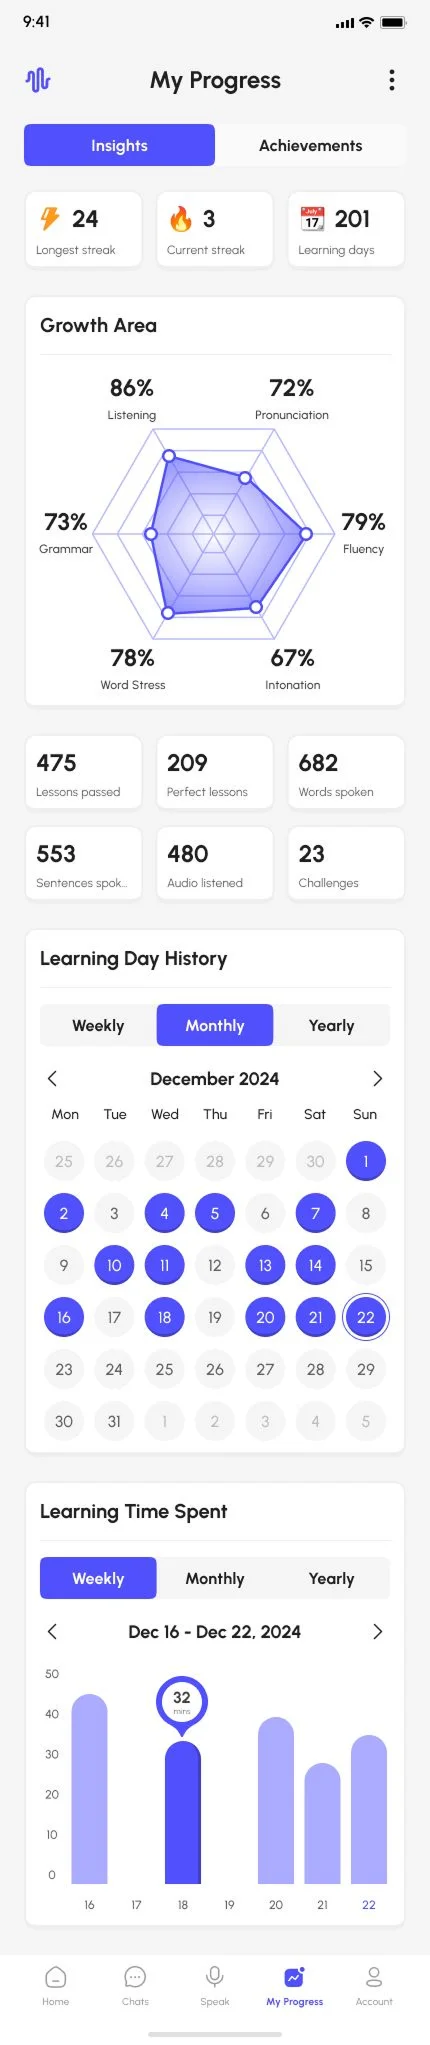 9:41
My Progress
Insights Achievements
24 3 July 17 201
Longest streak Current streak Learning days
Growth Area
86% 72%
Listening Pronunciation
73% 79%
Grammar Fluency
78% 67%
Word Stress Intonation
475 209 682
Lessons passed Perfect lessons Words spoken
553 480 23
Sentences spok... Audio listened Challenges
Learning Day History
Weekly Monthly Yearly
December 2024
Mon Tue Wed Thu Fri Sat Sun
25 26 27 28 29 30 1
2 3 4 5 6 7 8
9 10 11 12 13 14 15
16 17 18 19 20 21 22
23 24 25 26 27 28 29
30 31 1 2 3 4 5
Learning Time Spent
Weekly Monthly Yearly
Dec 16 - Dec 22, 2024
50
40
30
20
10
0
32
mins
16 17 18 19 20 21 22
Home Chats Speak My Progress Account